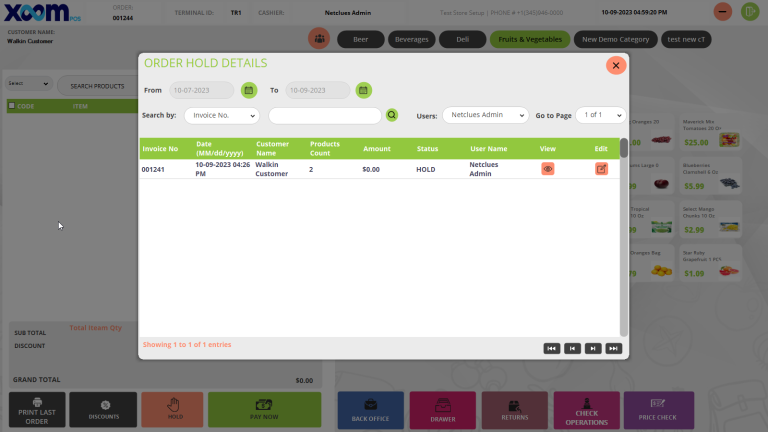 XOOM POS
ORDER:
001244
TERMINAL ID: TR1
CASHIER: Netclues Admin
Test Store Setup | PHONE # +1(345)946-0000
10-09-2023 04:59:20 PM
CUSTOMER NAME:
Walkin Customer
Beer
Beverages
Deli
Fruits & Vegetables
New Demo Category
test new cT
Select
SEARCH PRODUCTS
CODE ITEM
ORDER HOLD DETAILS
From 10-07-2023 To 10-09-2023
Search by: Invoice No.
Users: Netclues Admin
Go to Page 1 of 1
Invoice No
Date (MM/dd/yyyy)
Customer Name
Products Count
Amount
Status
User Name
View
Edit
001241
10-09-2023 04:26 PM
Walkin Customer
2
$0.00
HOLD
Netclues Admin
Showing 1 to 1 of 1 entries
Oranges 20
Maverick Mix
Tomatoes 20 Oz
$25.00
Large 9
Blueberries
Clamshell 6 Oz
$5.99
Tropical
10 Oz
Select Mango
Chunks 10 Oz
$2.99
Oranges Bag
Star Ruby
Grapefruit 1 PCT
$1.09
Total Iteam Qty
SUB TOTAL
DISCOUNT
GRAND TOTAL $0.00
PRINT LAST
ORDER
DISCOUNTS
HOLD
PAY NOW
BACK OFFICE
DRAWER
RETURNS
CHECK
OPERATIONS
PRICE CHECK